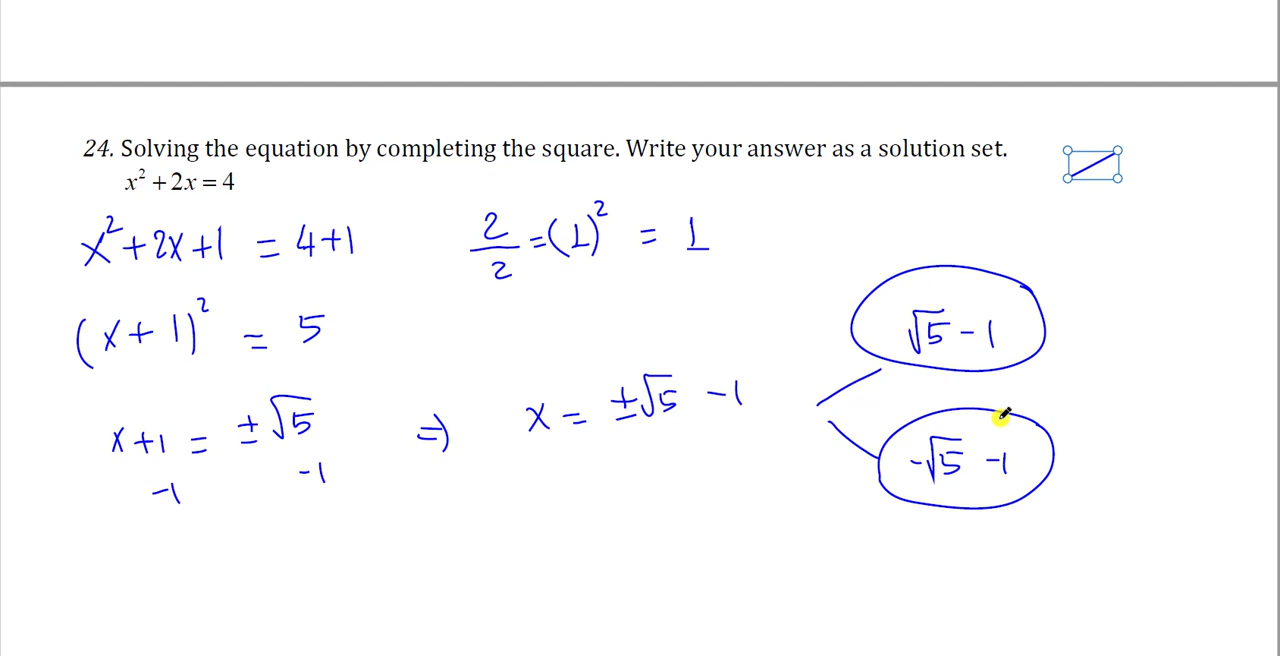 24. Solving the equation by completing the square. Write your answer as a solution set.
x² + 2x = 4
x² + 2x + 1 = 4 + 1
2/2 = (1)² = 1
(x + 1)² = 5
√5 - 1
x + 1 = ±√5 ⇒ x = ±√5 - 1
-1 -1
-√5 - 1